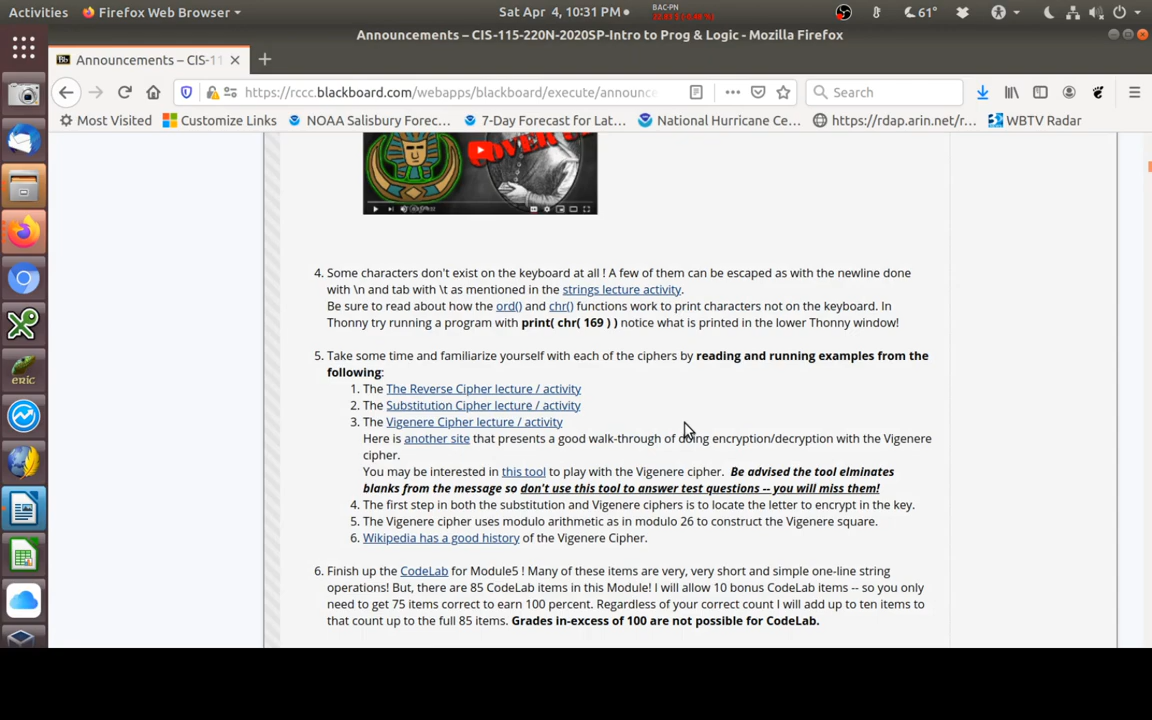 Activities Firefox Web Browser Sat Apr 4, 10:31 PM BAC-PN 61°
Announcements – CIS-115-220N-2020SP-Intro to Prog & Logic - Mozilla Firefox
Bb Announcements – CIS-11
https://rccc.blackboard.com/webapps/blackboard/execute/announce Search
Most Visited Customize Links NOAA Salisbury Forec... 7-Day Forecast for Lat... National Hurricane Ce... https://rdap.arin.net/r... WBTV Radar
4. Some characters don't exist on the keyboard at all ! A few of them can be escaped as with the newline done
with \n and tab with \t as mentioned in the strings lecture activity.
Be sure to read about how the ord() and chr() functions work to print characters not on the keyboard. In
Thonny try running a program with print( chr( 169 ) ) notice what is printed in the lower Thonny window!
5. Take some time and familiarize yourself with each of the ciphers by reading and running examples from the
following:
1. The The Reverse Cipher lecture / activity
2. The Substitution Cipher lecture / activity
3. The Vigenere Cipher lecture / activity
Here is another site that presents a good walk-through of doing encryption/decryption with the Vigenere
cipher.
You may be interested in this tool to play with the Vigenere cipher. Be advised the tool elminates
blanks from the message so don't use this tool to answer test questions -- you will miss them!
4. The first step in both the substitution and Vigenere ciphers is to locate the letter to encrypt in the key.
5. The Vigenere cipher uses modulo arithmetic as in modulo 26 to construct the Vigenere square.
6. Wikipedia has a good history of the Vigenere Cipher.
6. Finish up the CodeLab for Module5 ! Many of these items are very, very short and simple one-line string
operations! But, there are 85 CodeLab items in this Module! I will allow 10 bonus CodeLab items -- so you only
need to get 75 items correct to earn 100 percent. Regardless of your correct count I will add up to ten items to
that count up to the full 85 items. Grades in-excess of 100 are not possible for CodeLab.
eric